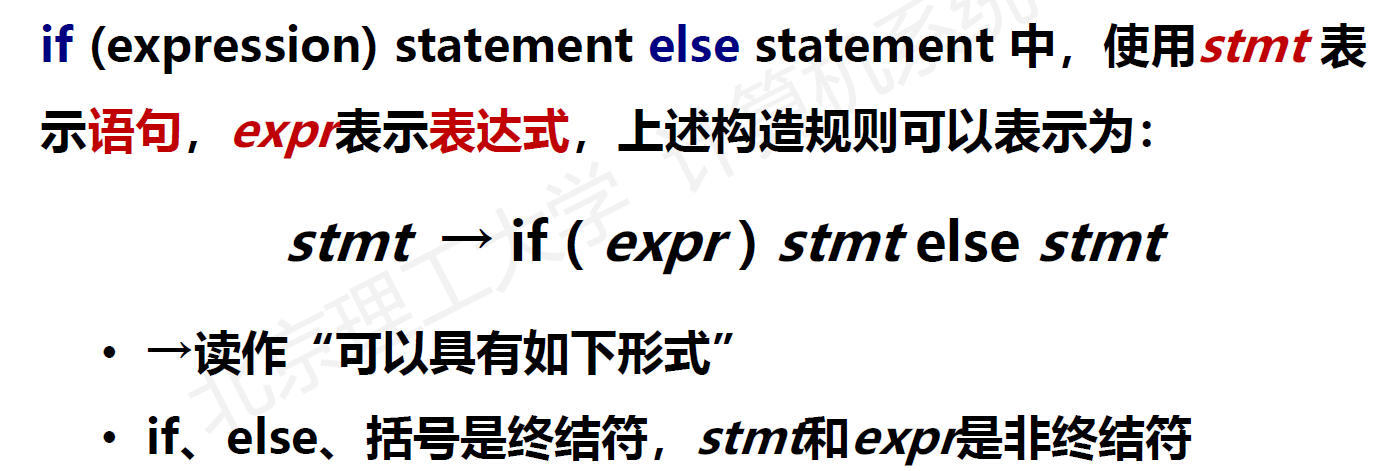 if (expression) statement else statement 中，使用stmt 表
示语句，expr表示表达式，上述构造规则可以表示为：
stmt → if ( expr ) stmt else stmt
• →读作“可以具有如下形式”
• if、else、括号是终结符，stmt和expr是非终结符
北京理工大学 计算机系统